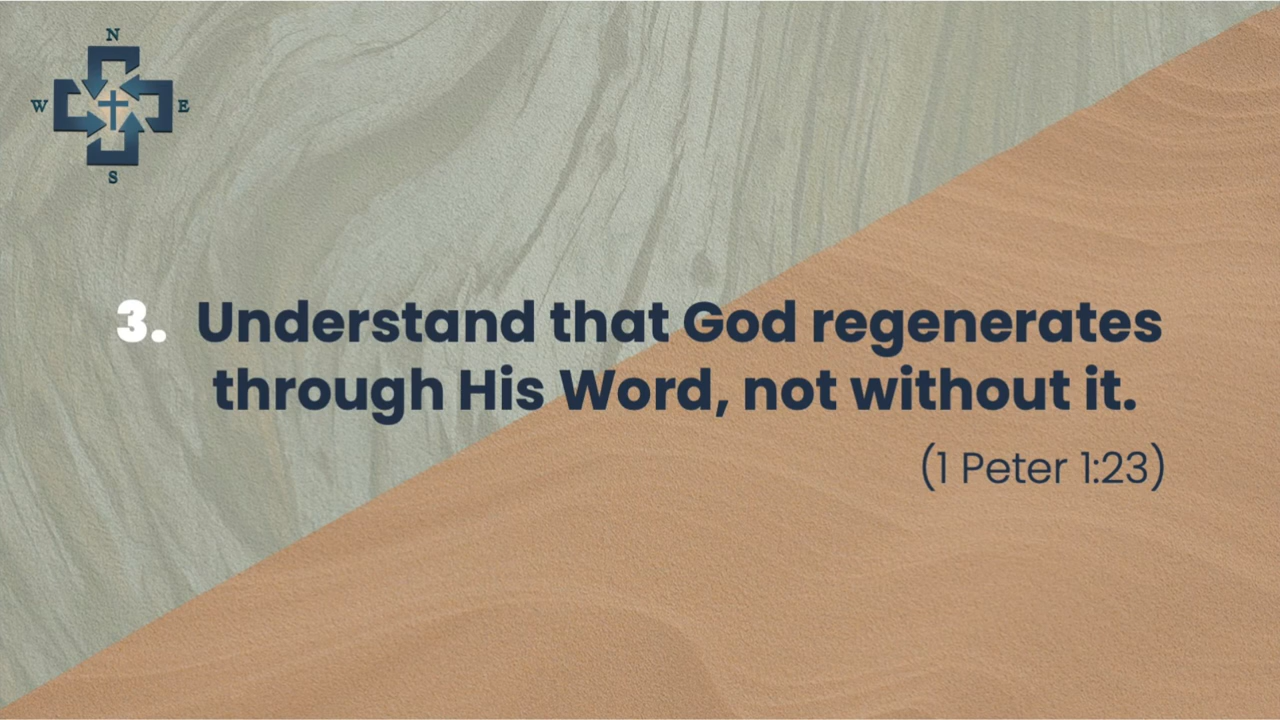 N
W E
S
3. Understand that God regenerates
through His Word, not without it.
(1 Peter 1:23)